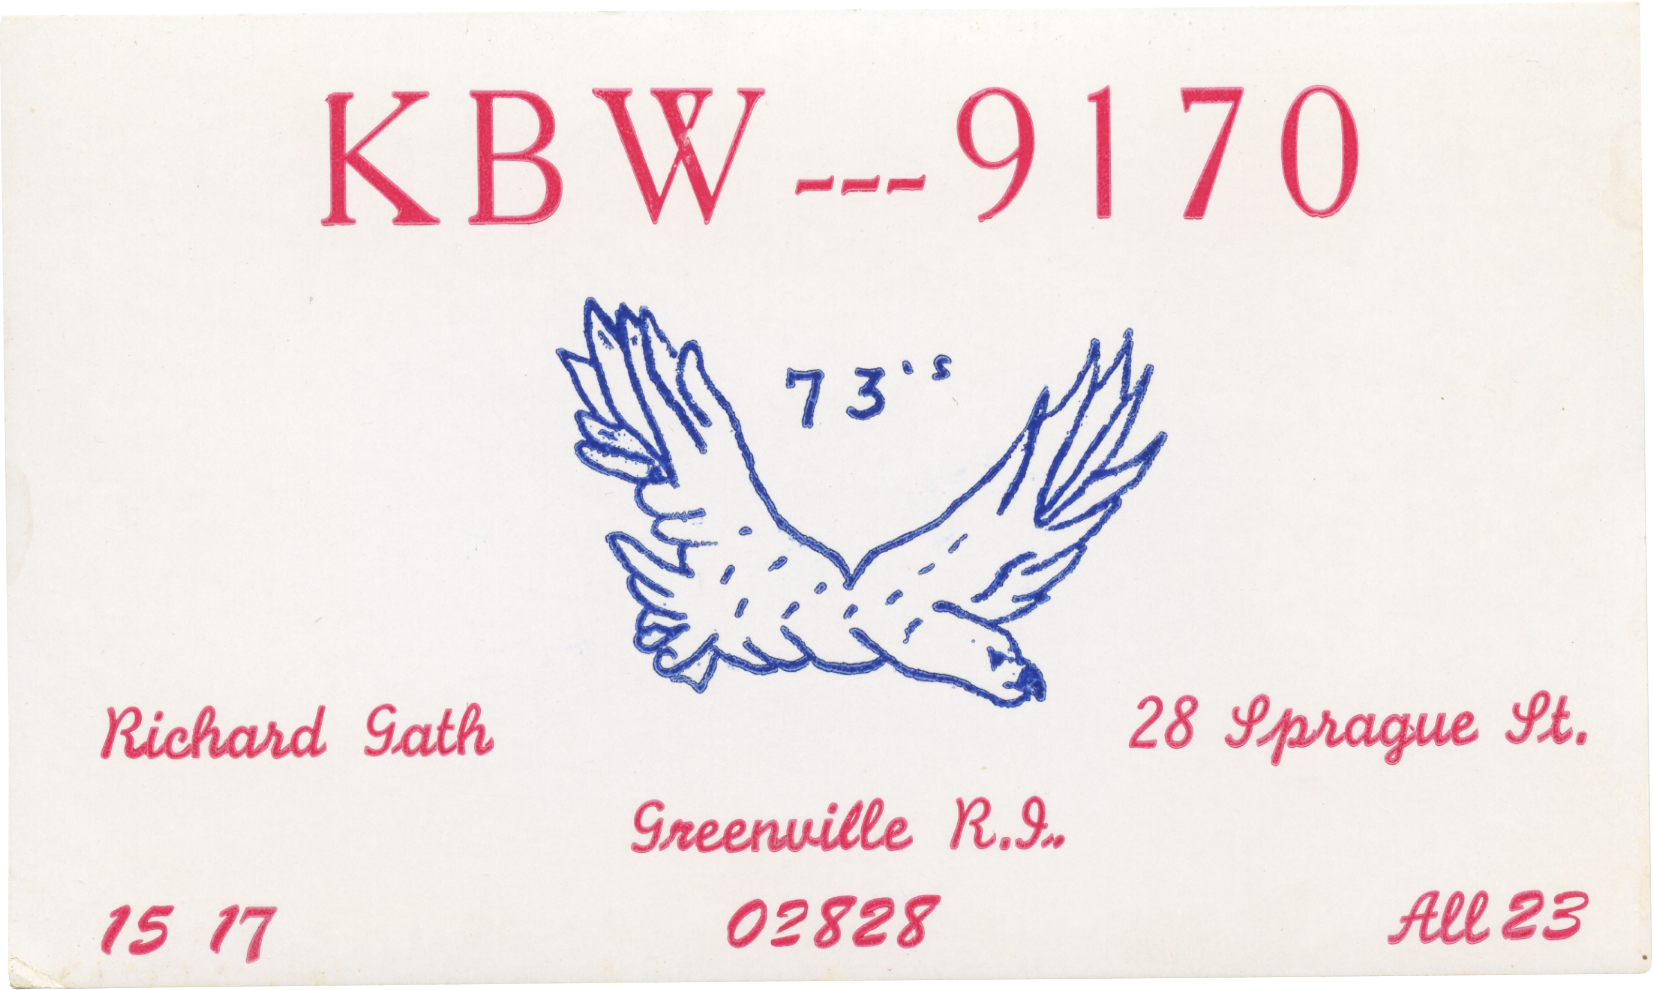 KBW---9170
73's
Richard Gath
28 Sprague St.
Greenville R.I..
15 17
02828
All 23